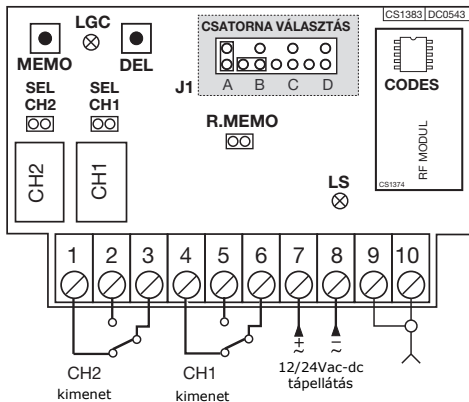 CS1383 DC0543
LGC
CSATORNA VÁLASZTÁS
MEMO
DEL
J1
A B C D
CODES
SEL CH2
SEL CH1
R.MEMO
RF MODUL
CH2
CH1
LS
CS1374
1 2 3 4 5 6 7 8 9 10
+ ~
− ~
CH2
kimenet
CH1
kimenet
12/24Vac-dc
tápellátás